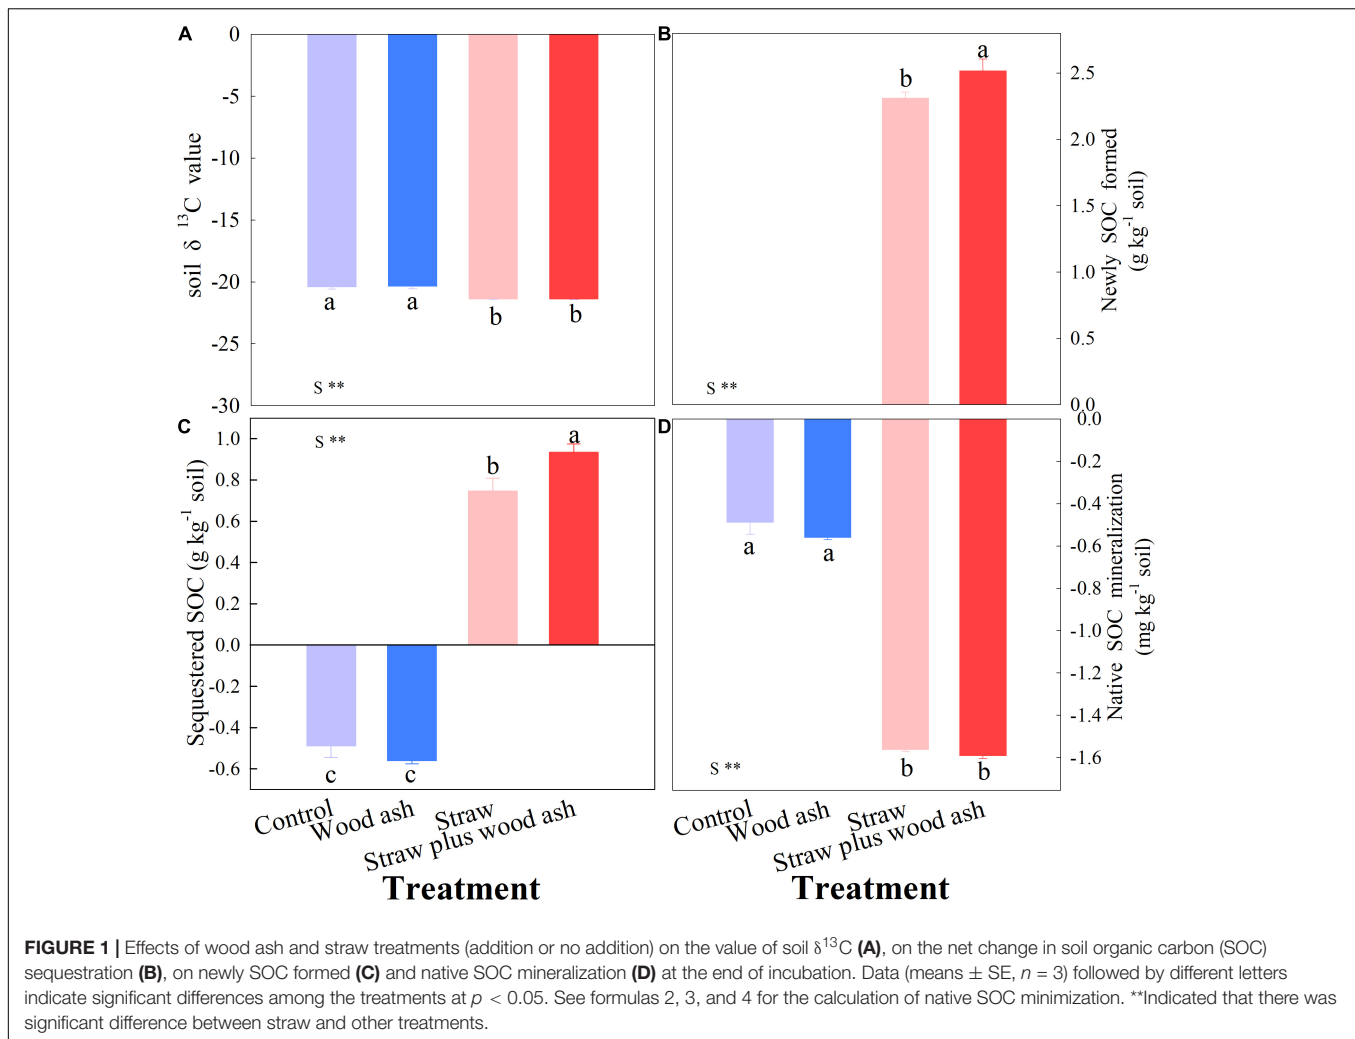 A
0
-5
-10
-15
-20
-25
-30
soil δ ¹³C value
a
a
b
b
S **
B
b
a
2.5
2.0
1.5
1.0
0.5
0.0
Newly SOC formed
(g kg⁻¹ soil)
S **
C
1.0
0.8
0.6
0.4
0.2
0.0
-0.2
-0.4
-0.6
Sequestered SOC (g kg⁻¹ soil)
S **
c
c
b
a
Control
Wood ash
Straw
Straw plus wood ash
Treatment
D
0.0
-0.2
-0.4
-0.6
-0.8
-1.0
-1.2
-1.4
-1.6
Native SOC mineralization
(mg kg⁻¹ soil)
a
a
b
b
S **
Control
Wood ash
Straw
Straw plus wood ash
Treatment
FIGURE 1 | Effects of wood ash and straw treatments (addition or no addition) on the value of soil δ¹³C (A), on the net change in soil organic carbon (SOC)
sequestration (B), on newly SOC formed (C) and native SOC mineralization (D) at the end of incubation. Data (means ± SE, n = 3) followed by different letters
indicate significant differences among the treatments at p < 0.05. See formulas 2, 3, and 4 for the calculation of native SOC minimization. **Indicated that there was
significant difference between straw and other treatments.